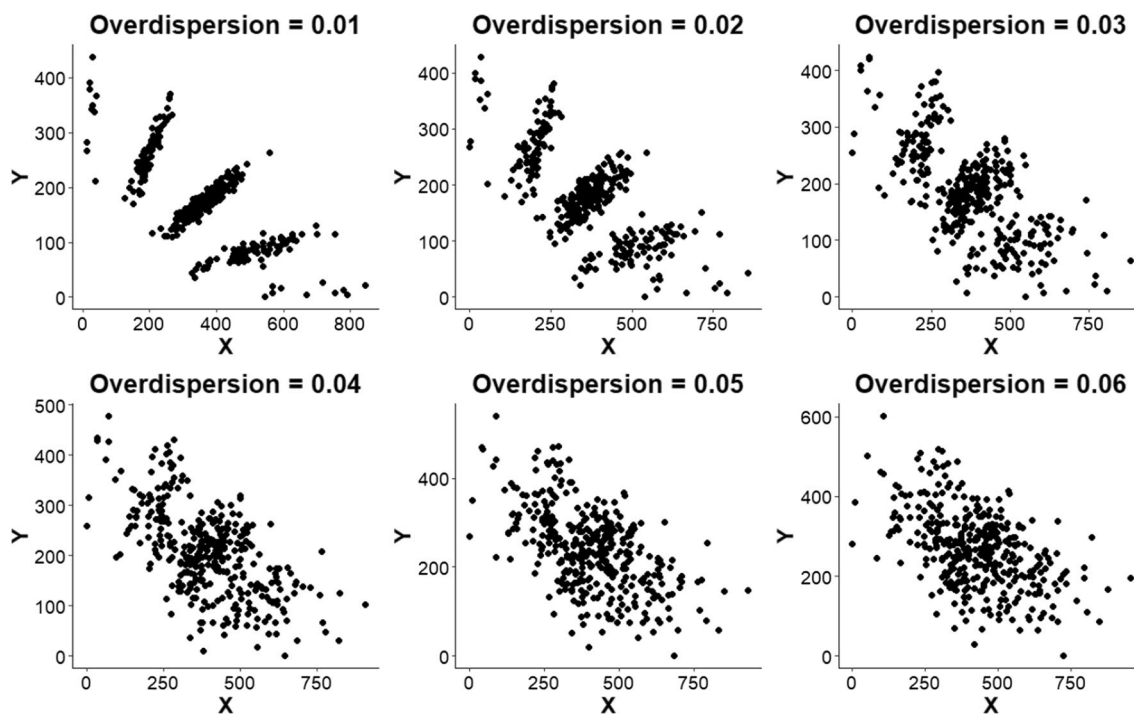 Overdispersion = 0.01
400
300
200
100
0
Y
0 200 400 600 800
X
Overdispersion = 0.02
400
300
200
100
0
Y
0 250 500 750
X
Overdispersion = 0.03
400
300
200
100
0
Y
0 250 500 750
X
Overdispersion = 0.04
500
400
300
200
100
0
Y
0 250 500 750
X
Overdispersion = 0.05
400
200
0
Y
0 250 500 750
X
Overdispersion = 0.06
600
400
200
0
Y
0 250 500 750
X